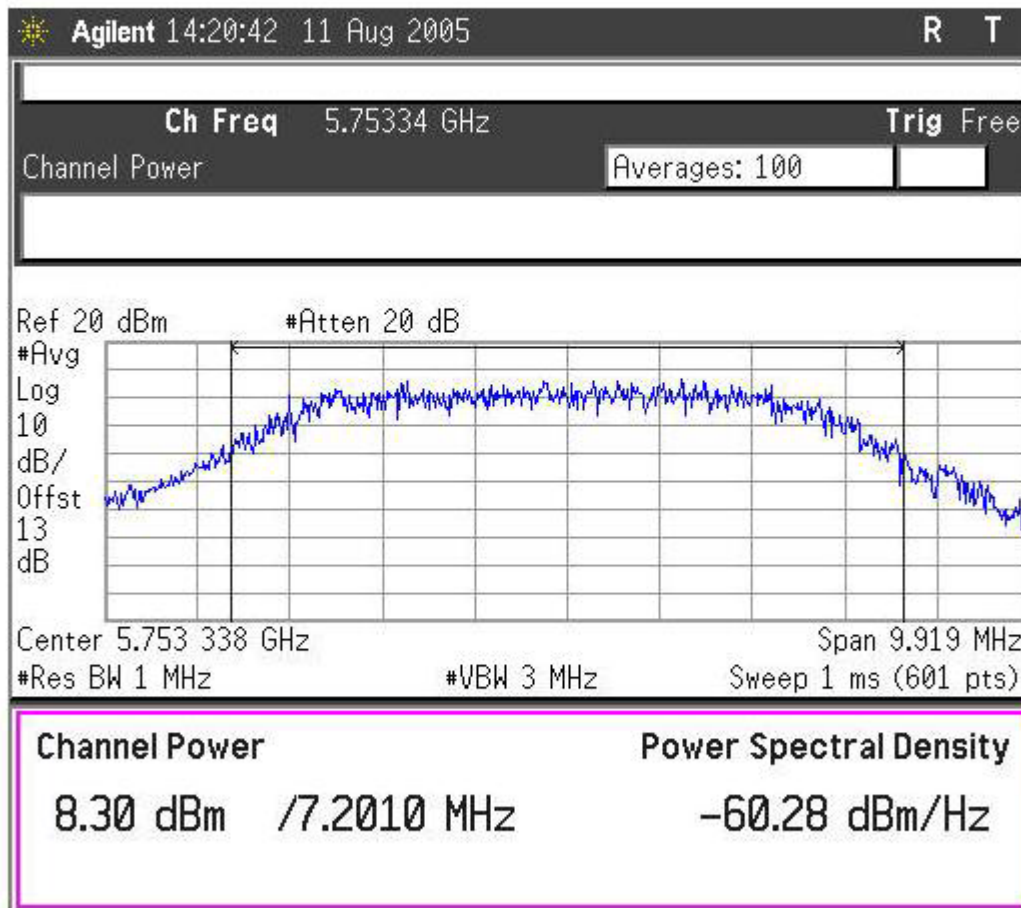 Agilent 14:20:42 11 Aug 2005 R T
Ch Freq 5.75334 GHz Trig Free
Channel Power Averages: 100
Ref 20 dBm #Atten 20 dB
#Avg
Log
10
dB/
Offst
13
dB
Center 5.753 338 GHz Span 9.919 MHz
#Res BW 1 MHz #VBW 3 MHz Sweep 1 ms (601 pts)
Channel Power Power Spectral Density
8.30 dBm /7.2010 MHz -60.28 dBm/Hz